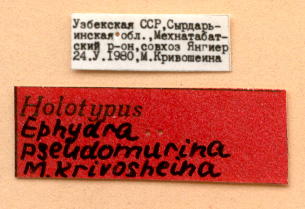 Узбекская ССР,Сырдарь-
инская обл.,Мехнатабат-
ский р-он,совхоз Янгиер
24.У.1980,М.Кривошеина
Holotypus
Ephydra
pseudomurina
M.Krivosheina